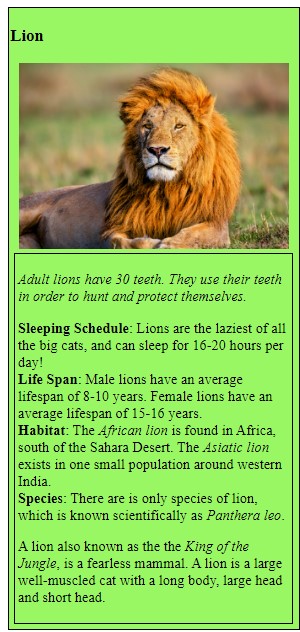 Lion
Adult lions have 30 teeth. They use their teeth
in order to hunt and protect themselves.
Sleeping Schedule: Lions are the laziest of all
the big cats, and can sleep for 16-20 hours per
day!
Life Span: Male lions have an average
lifespan of 8-10 years. Female lions have an
average lifespan of 15-16 years.
Habitat: The African lion is found in Africa,
south of the Sahara Desert. The Asiatic lion
exists in one small population around western
India.
Species: There are is only species of lion,
which is known scientifically as Panthera leo.
A lion also known as the the King of the
Jungle, is a fearless mammal. A lion is a large
well-muscled cat with a long body, large head
and short head.